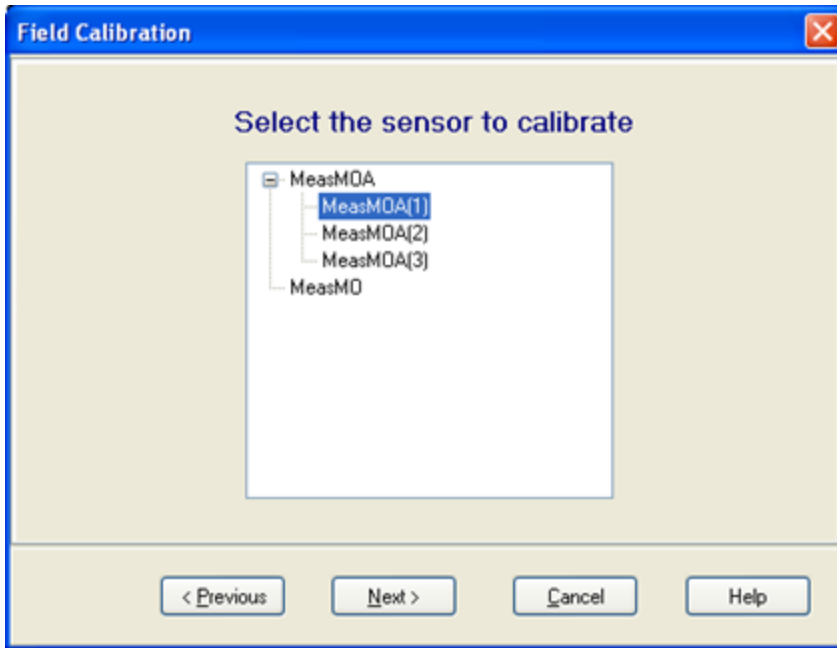 Field Calibration
Select the sensor to calibrate
MeasMOA
MeasMOA(1)
MeasMOA(2)
MeasMOA(3)
MeasMO
< Previous Next > Cancel Help